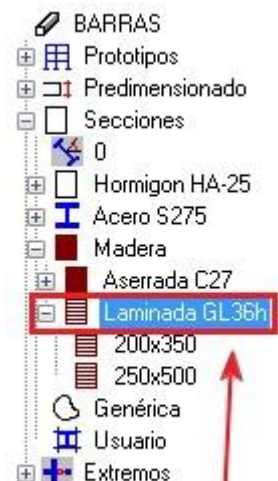 BARRAS
Prototipos
Predimensionado
Secciones
0
Hormigon HA-25
Acero S275
Madera
Aserrada C27
Laminada GL36h
200x350
250x500
Genérica
Usuario
Extremos